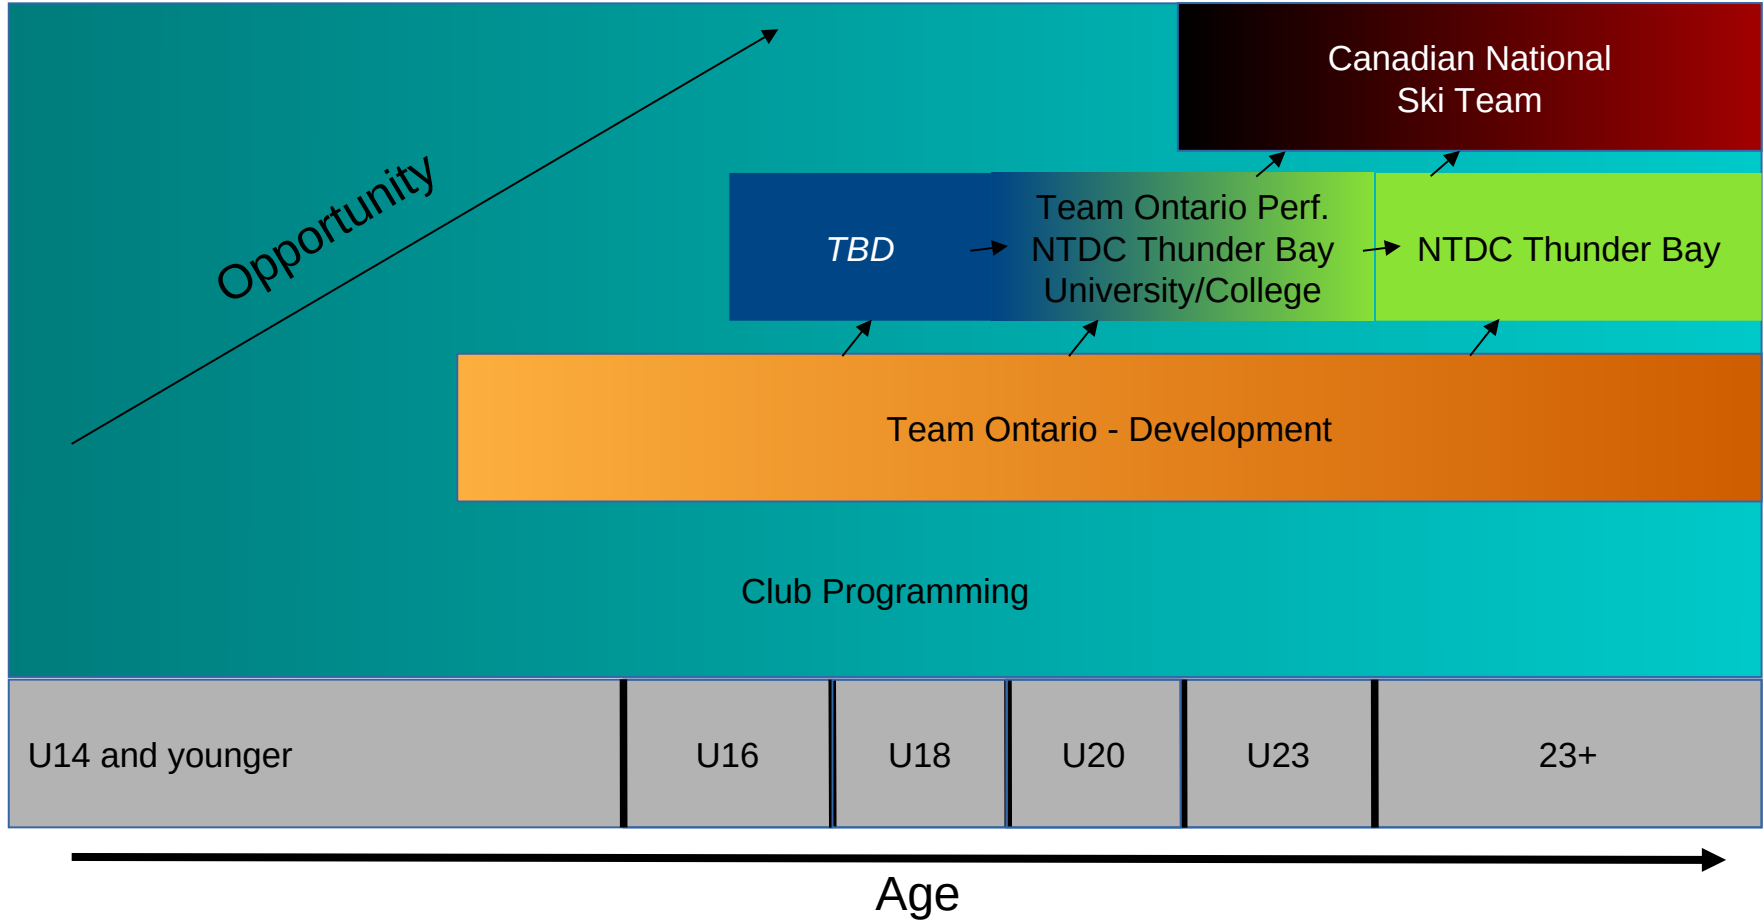 Canadian National
Ski Team
Opportunity
TBD
Team Ontario Perf.
NTDC Thunder Bay
University/College
NTDC Thunder Bay
Team Ontario - Development
Club Programming
U14 and younger
U16
U18
U20
U23
23+
Age